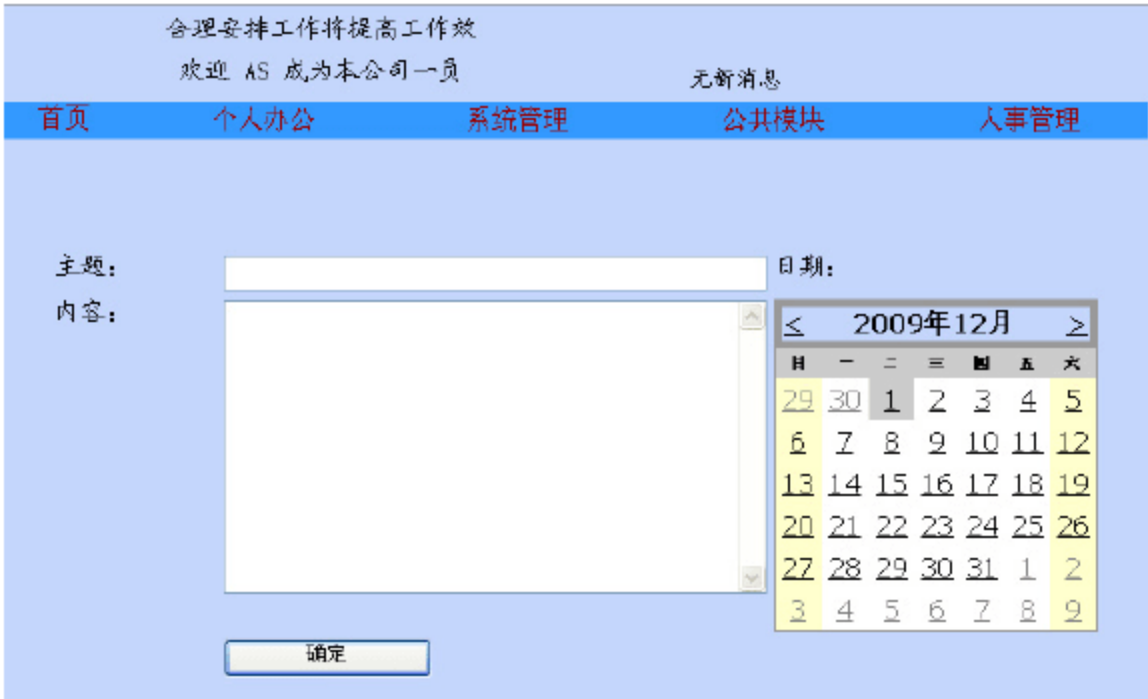 合理安排工作将提高工作效
欢迎 AS 成为本公司一员
无新消息
首页 个人办公 系统管理 公共模块 人事管理
主题： 日期：
内容：
< 2009年12月 >
日 一 二 三 四 五 六
29 30 1 2 3 4 5
6 7 8 9 10 11 12
13 14 15 16 17 18 19
20 21 22 23 24 25 26
27 28 29 30 31 1 2
3 4 5 6 7 8 9
确定